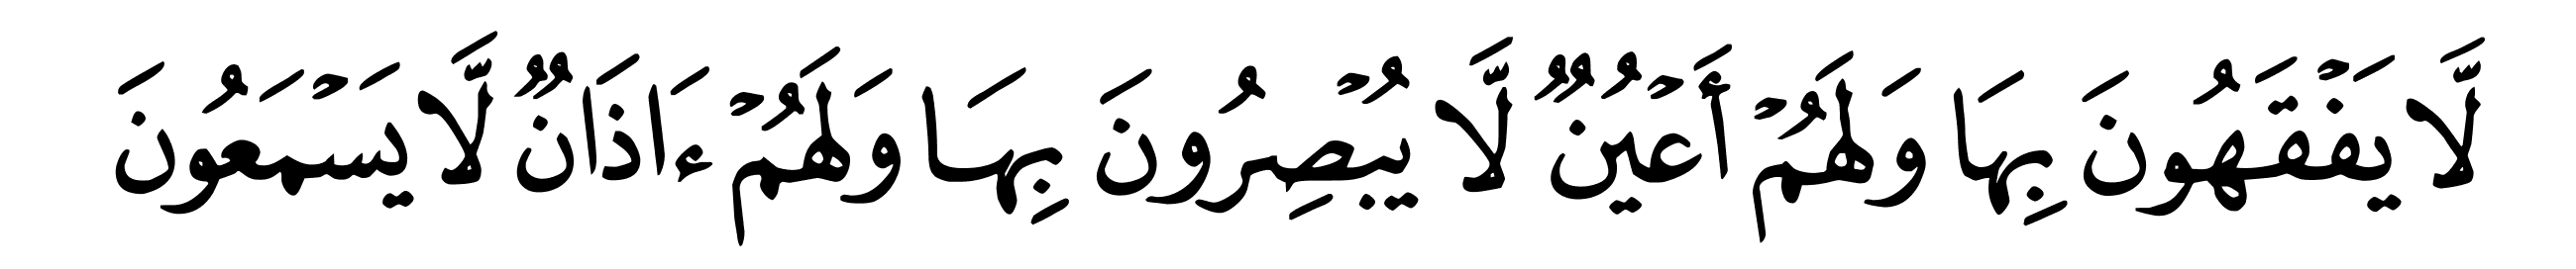 لَّا يَفْقَهُونَ بِهَا وَلَهُمْ أَعْيُنٌ لَّا يُبْصِرُونَ بِهَا وَلَهُمْ ءَاذَانٌ لَّا يَسْمَعُونَ